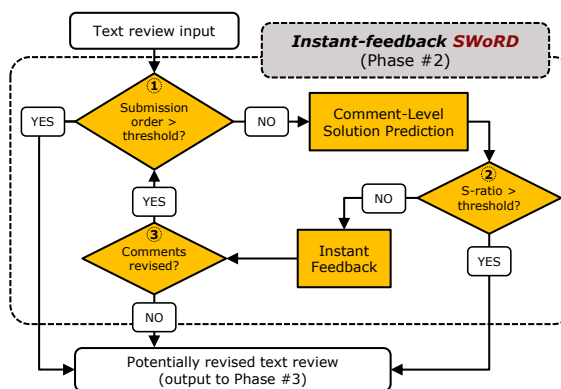 Text review input
Instant-feedback SWoRD
(Phase #2)
1
Submission
order >
threshold?
YES
NO
Comment-Level
Solution Prediction
2
S-ratio >
threshold?
NO
YES
Instant
Feedback
3
Comments
revised?
YES
NO
Potentially revised text review
(output to Phase #3)